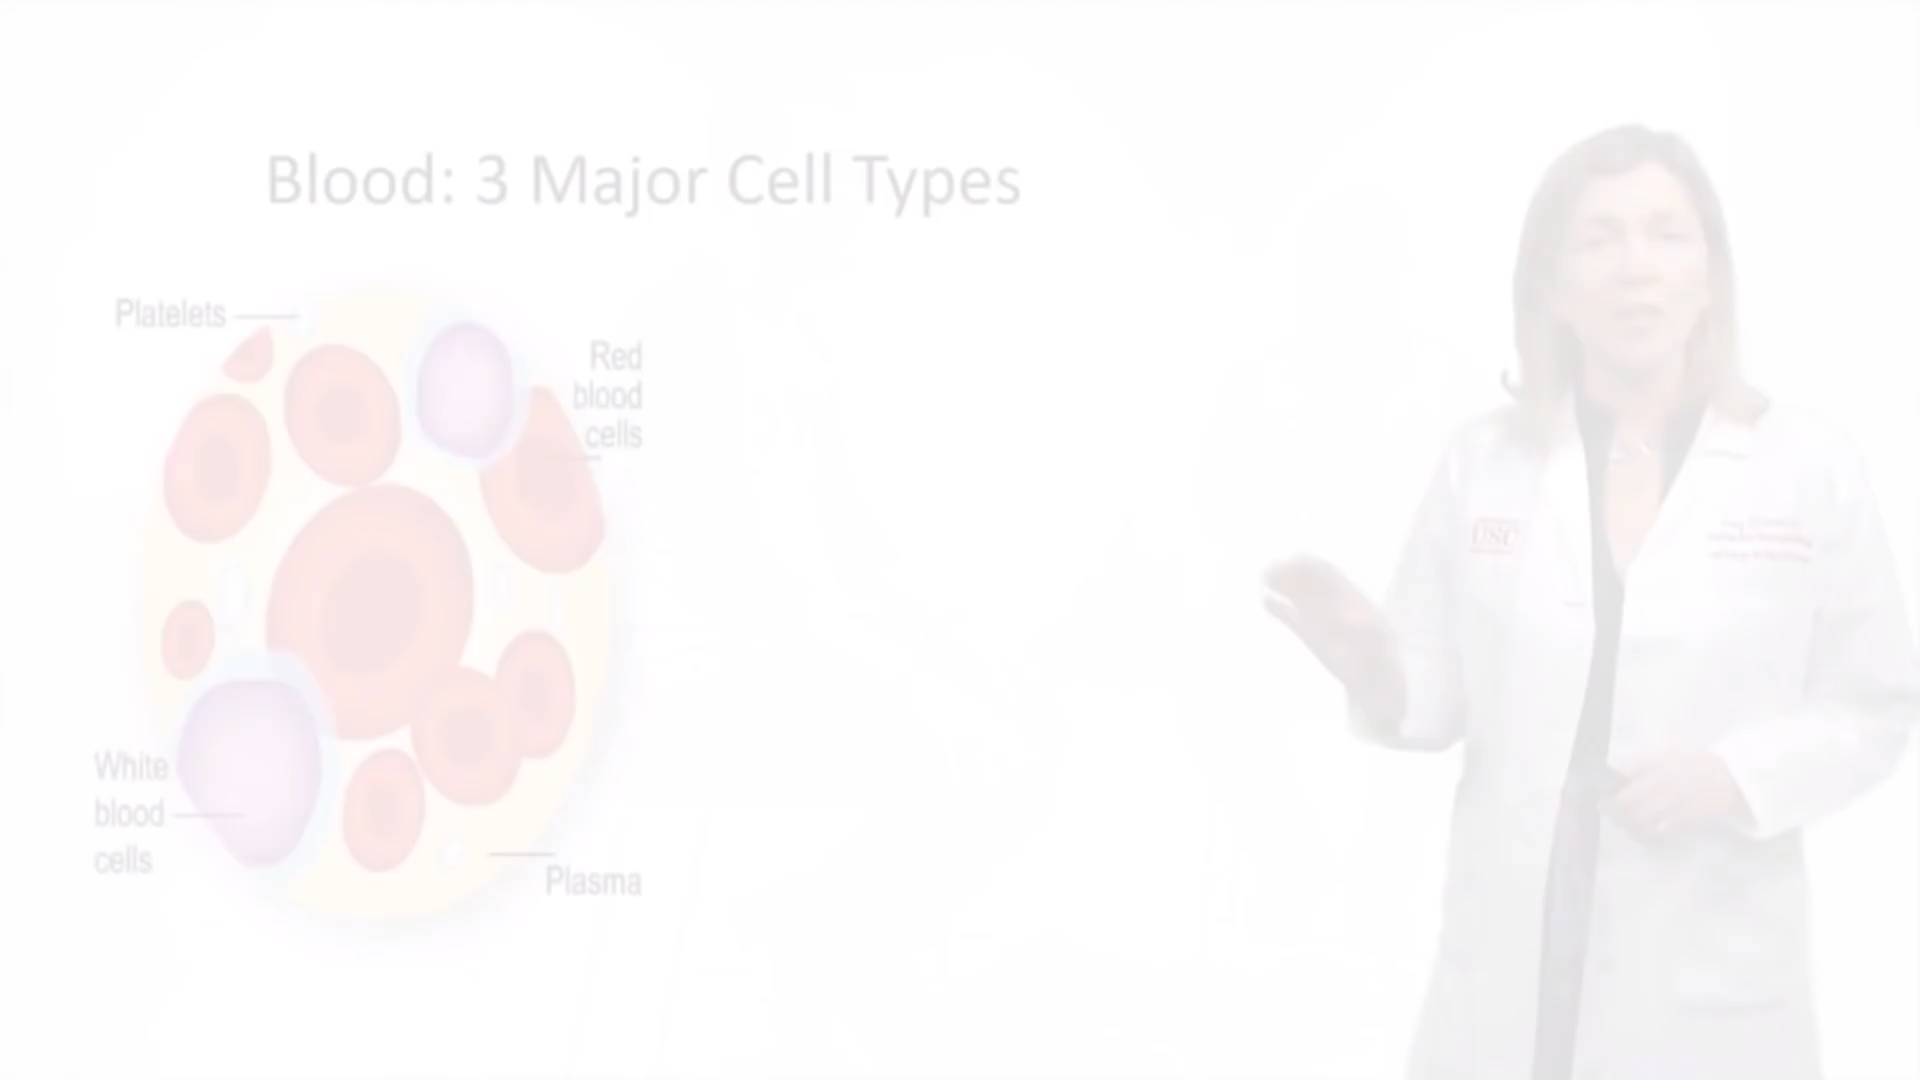 Blood: 3 Major Cell Types
Platelets
Red
blood
cells
USC
White
blood
cells
Plasma